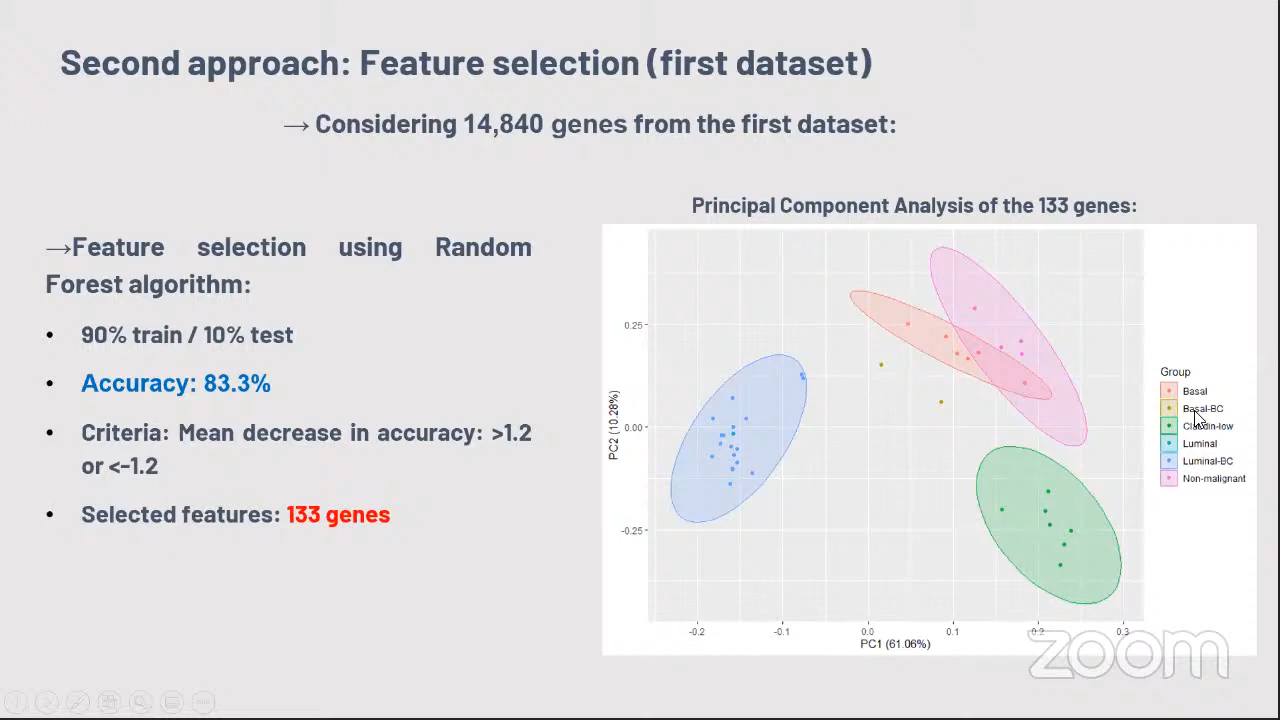 Second approach: Feature selection (first dataset)
→ Considering 14,840 genes from the first dataset:
Principal Component Analysis of the 133 genes:
→Feature selection using Random
Forest algorithm:
• 90% train / 10% test
• Accuracy: 83.3%
• Criteria: Mean decrease in accuracy: >1.2
or <-1.2
• Selected features: 133 genes
PC2 (10.28%)
0.25
0.00
-0.25
-0.2
-0.1
0.0
0.1
0.2
0.3
PC1 (61.06%)
Group
Basal
Basal-BC
Claudin-low
Luminal
Luminal-BC
Non-malignant
zoom